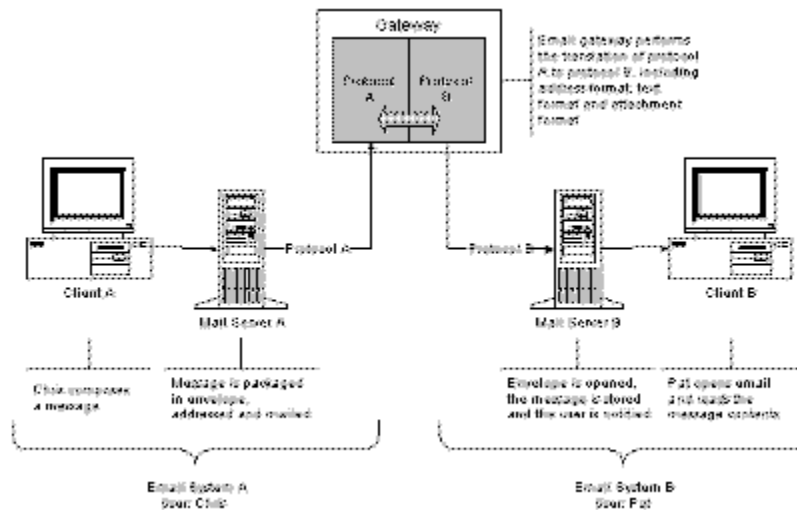 Gateway
Protocol
A
Protocol
B
Email gateway performs
the translation of protocol
A to protocol B, including
address format, text
format and attachment
format
Protocol A
Protocol B
Client A
Mail Server A
Mail Server B
Client B
Chris composes
a message
Message is packaged
in envelope,
addressed and mailed
Envelope is opened,
the message is stored
and the user is notified
Pat opens email
and reads the
message contents
Email System A
User: Chris
Email System B
User: Pat